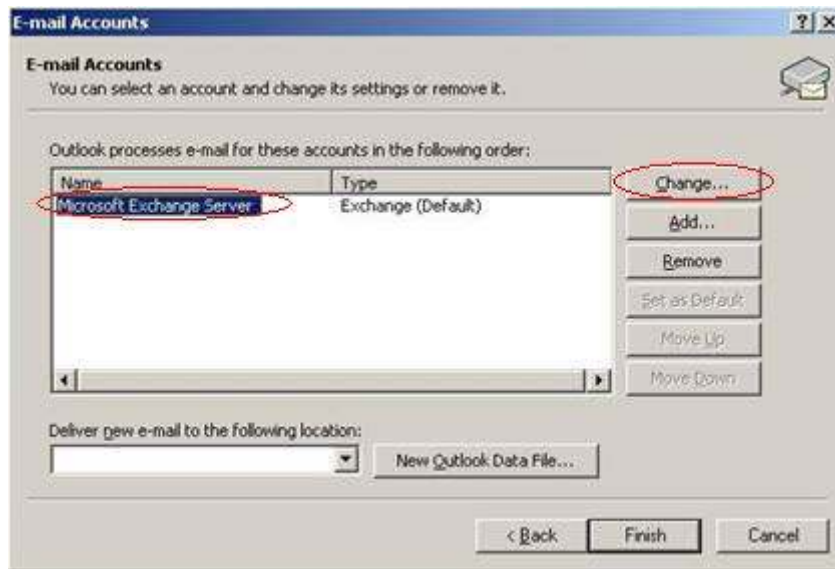 E-mail Accounts
E-mail Accounts
You can select an account and change its settings or remove it.
Outlook processes e-mail for these accounts in the following order:
Name Type
Microsoft Exchange Server Exchange (Default)
Change...
Add...
Remove
Set as Default
Move Up
Move Down
Deliver new e-mail to the following location:
New Outlook Data File...
< Back Finish Cancel